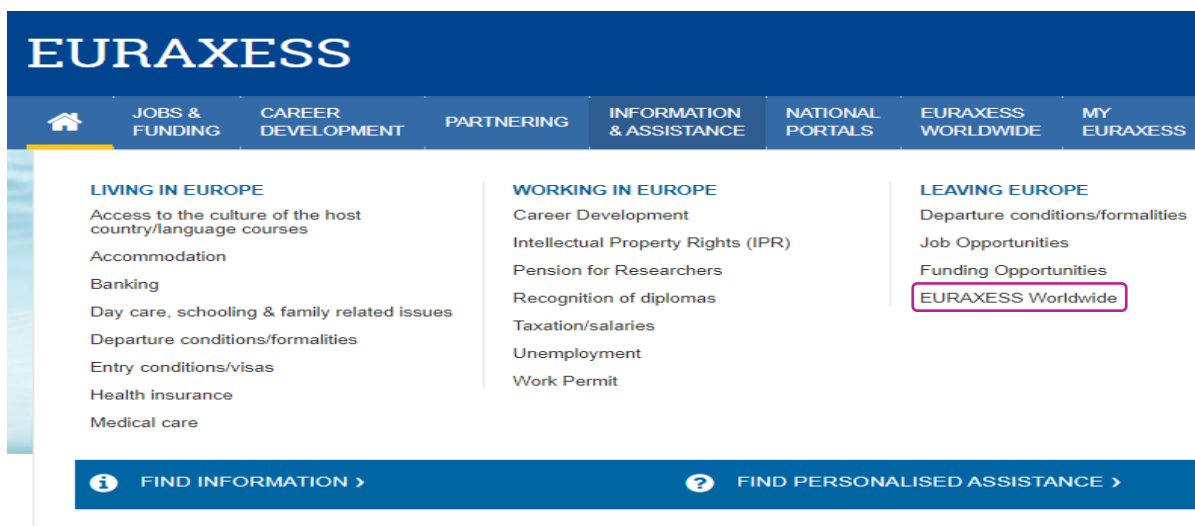 EURAXESS
JOBS &
FUNDING
CAREER
DEVELOPMENT
PARTNERING
INFORMATION
& ASSISTANCE
NATIONAL
PORTALS
EURAXESS
WORLDWIDE
MY
EURAXESS
LIVING IN EUROPE
Access to the culture of the host
country/language courses
Accommodation
Banking
Day care, schooling & family related issues
Departure conditions/formalities
Entry conditions/visas
Health insurance
Medical care
WORKING IN EUROPE
Career Development
Intellectual Property Rights (IPR)
Pension for Researchers
Recognition of diplomas
Taxation/salaries
Unemployment
Work Permit
LEAVING EUROPE
Departure conditions/formalities
Job Opportunities
Funding Opportunities
EURAXESS Worldwide
FIND INFORMATION >
FIND PERSONALISED ASSISTANCE >